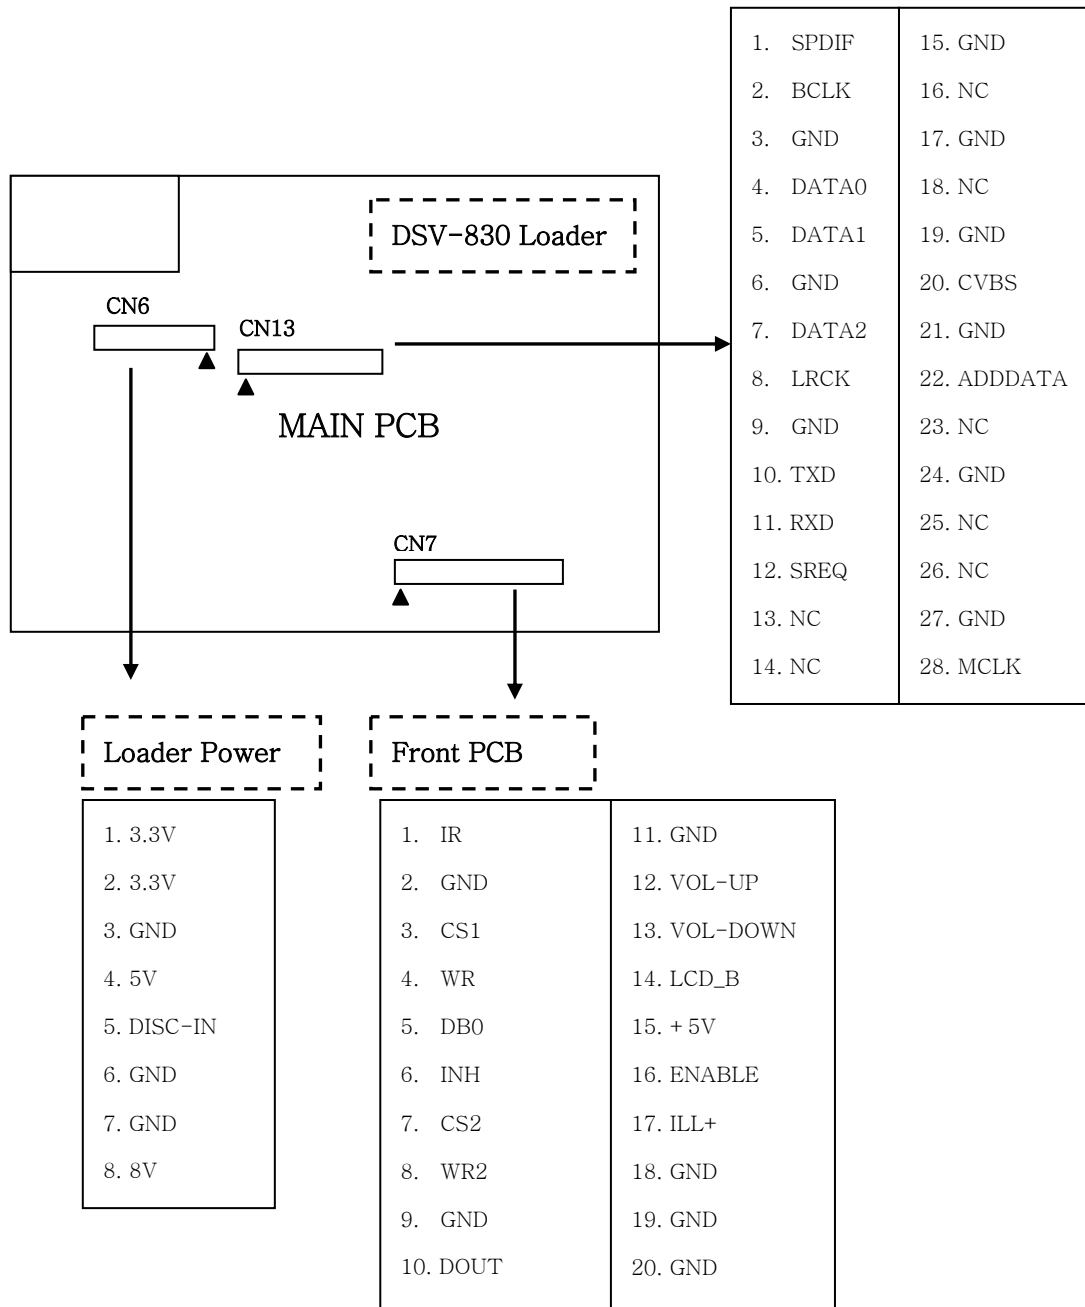 DSV-830 Loader
CN6
CN13
MAIN PCB
CN7
1. SPDIF
2. BCLK
3. GND
4. DATA0
5. DATA1
6. GND
7. DATA2
8. LRCK
9. GND
10. TXD
11. RXD
12. SREQ
13. NC
14. NC
15. GND
16. NC
17. GND
18. NC
19. GND
20. CVBS
21. GND
22. ADDDATA
23. NC
24. GND
25. NC
26. NC
27. GND
28. MCLK
Loader Power
1. 3.3V
2. 3.3V
3. GND
4. 5V
5. DISC-IN
6. GND
7. GND
8. 8V
Front PCB
1. IR
2. GND
3. CS1
4. WR
5. DB0
6. INH
7. CS2
8. WR2
9. GND
10. DOUT
11. GND
12. VOL-UP
13. VOL-DOWN
14. LCD_B
15. +5V
16. ENABLE
17. ILL+
18. GND
19. GND
20. GND